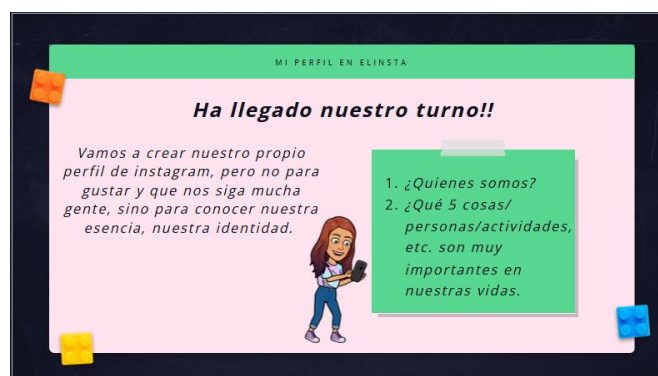 MI PERFIL EN ELINSTA
Ha llegado nuestro turno!!
Vamos a crear nuestro propio
perfil de instagram, pero no para
gustar y que nos siga mucha
gente, sino para conocer nuestra
esencia, nuestra identidad.
1. ¿Quienes somos?
2. ¿Qué 5 cosas/
personas/actividades,
etc. son muy
importantes en
nuestras vidas.